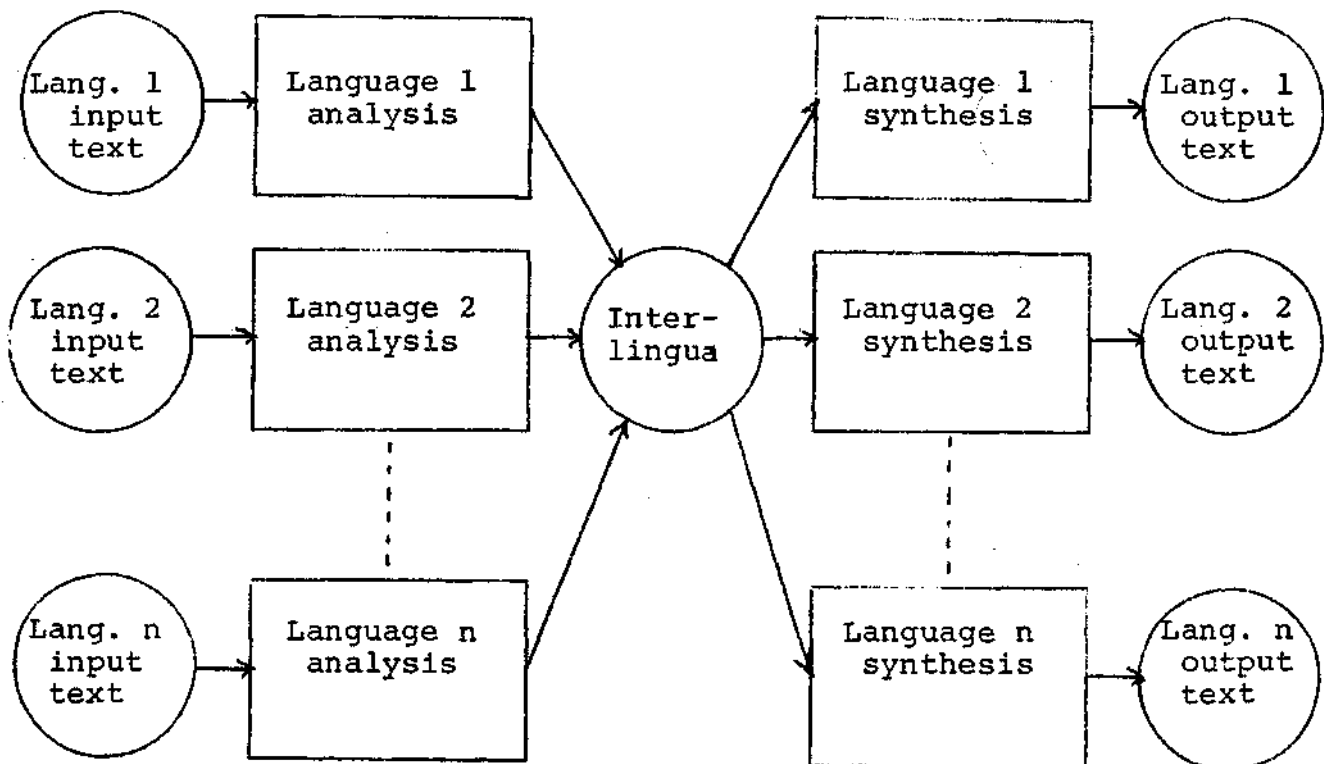 Lang. 1
input
text
Language 1
analysis
Language 1
synthesis
Lang. 1
output
text
Lang. 2
input
text
Language 2
analysis
Inter-
lingua
Language 2
synthesis
Lang. 2
output
text
Lang. n
input
text
Language n
analysis
Language n
synthesis
Lang. n
output
text